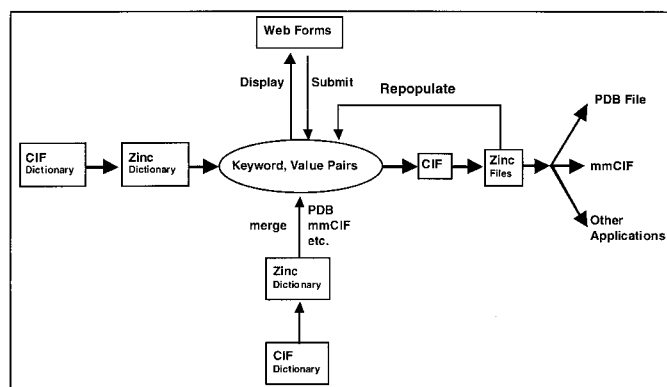 Web Forms
Display
Submit
Repopulate
PDB File
CIF
Dictionary
Zinc
Dictionary
Keyword, Value Pairs
CIF
Zinc
Files
mmCIF
Other
Applications
merge
PDB
mmCIF
etc.
Zinc
Dictionary
CIF
Dictionary